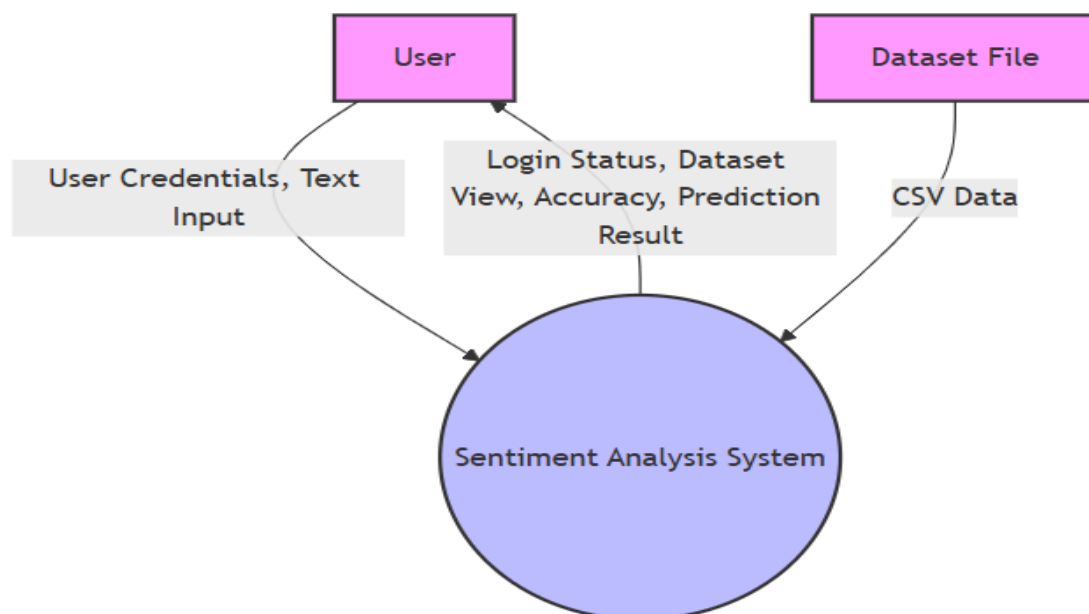 User
Dataset File
User Credentials, Text
Input
Login Status, Dataset
View, Accuracy, Prediction
Result
CSV Data
Sentiment Analysis System